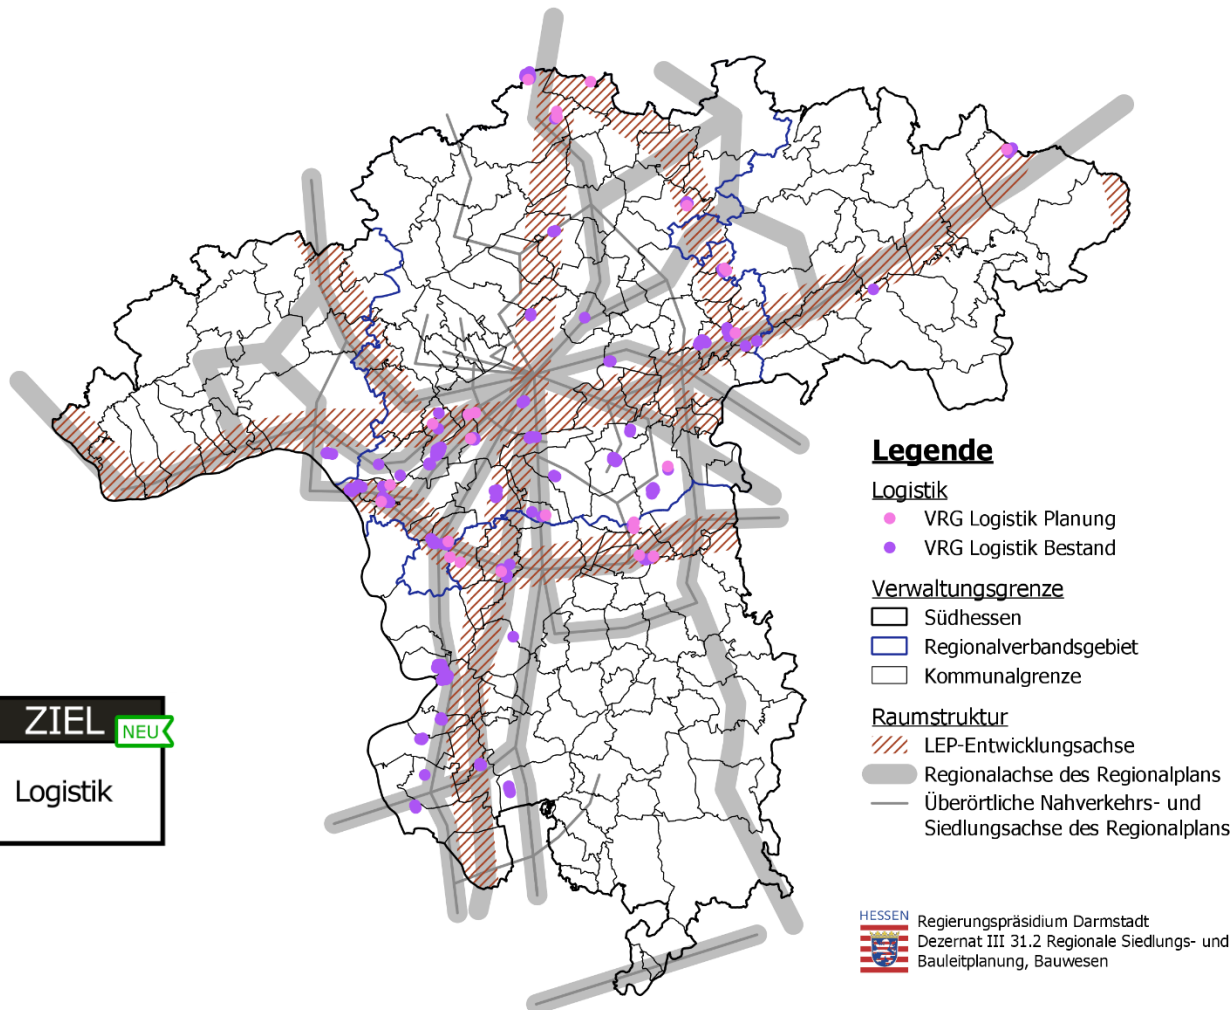 ZIEL
NEU
Logistik
Legende
Logistik
VRG Logistik Planung
VRG Logistik Bestand
Verwaltungsgrenze
Südhessen
Regionalverbandsgebiet
Kommunalgrenze
Raumstruktur
LEP-Entwicklungsachse
Regionalachse des Regionalplans
Überörtliche Nahverkehrs- und
Siedlungsachse des Regionalplans
HESSEN
Regierungspräsidium Darmstadt
Dezernat III 31.2 Regionale Siedlungs- und
Bauleitplanung, Bauwesen